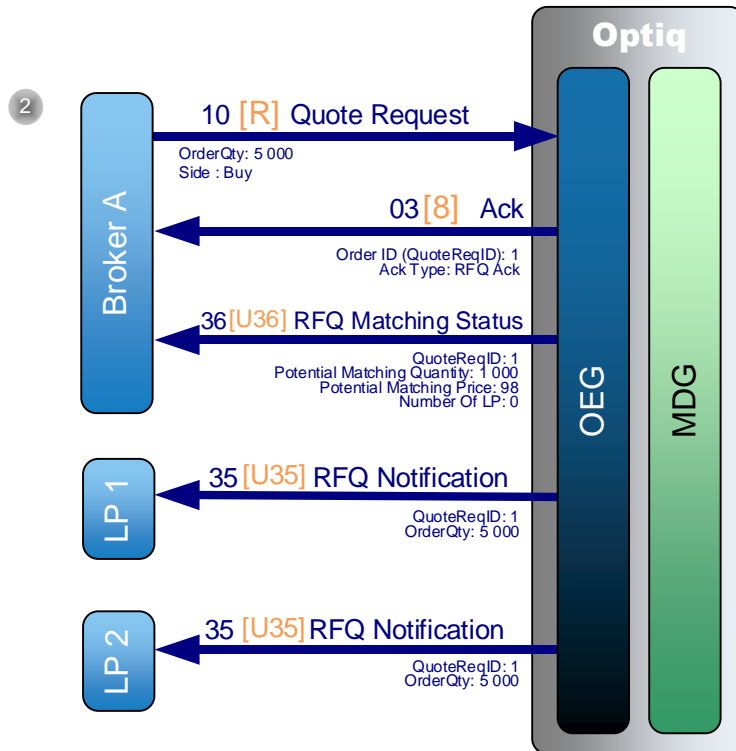 Optiq
2
Broker A
10 [R] Quote Request
OrderQty: 5 000
Side : Buy
03 [8] Ack
Order ID (QuoteReqID): 1
Ack Type: RFQ Ack
36 [U36] RFQ Matching Status
QuoteReqID: 1
Potential Matching Quantity: 1 000
Potential Matching Price: 98
Number Of LP: 0
OEG
MDG
LP 1
35 [U35] RFQ Notification
QuoteReqID: 1
OrderQty: 5 000
LP 2
35 [U35] RFQ Notification
QuoteReqID: 1
OrderQty: 5 000